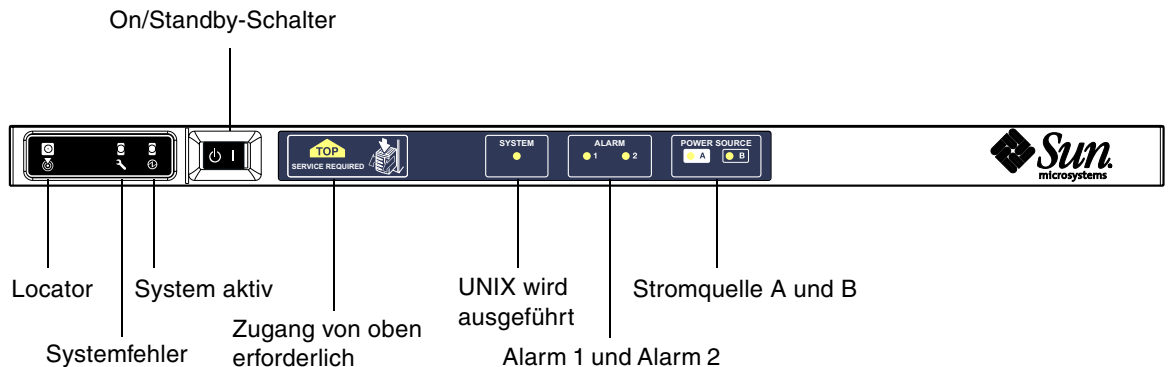 On/Standby-Schalter
TOP
SERVICE REQUIRED
SYSTEM
ALARM
1 2
POWER SOURCE
A B
Sun.
microsystems
Locator
System aktiv
UNIX wird
ausgeführt
Stromquelle A und B
Systemfehler
Zugang von oben
erforderlich
Alarm 1 und Alarm 2